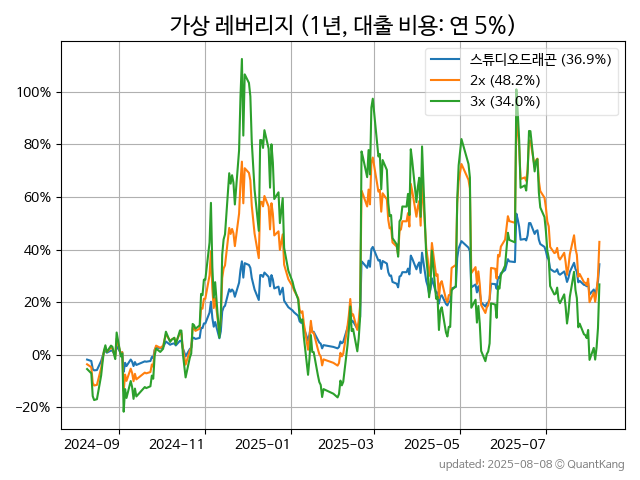 가상 레버리지 (1년, 대출 비용: 연 5%)
스튜디오드래곤 (36.9%)
2x (48.2%)
3x (34.0%)
100%
80%
60%
40%
20%
0%
−20%
2024-09
2024-11
2025-01
2025-03
2025-05
2025-07
updated: 2025-08-08 © QuantKang